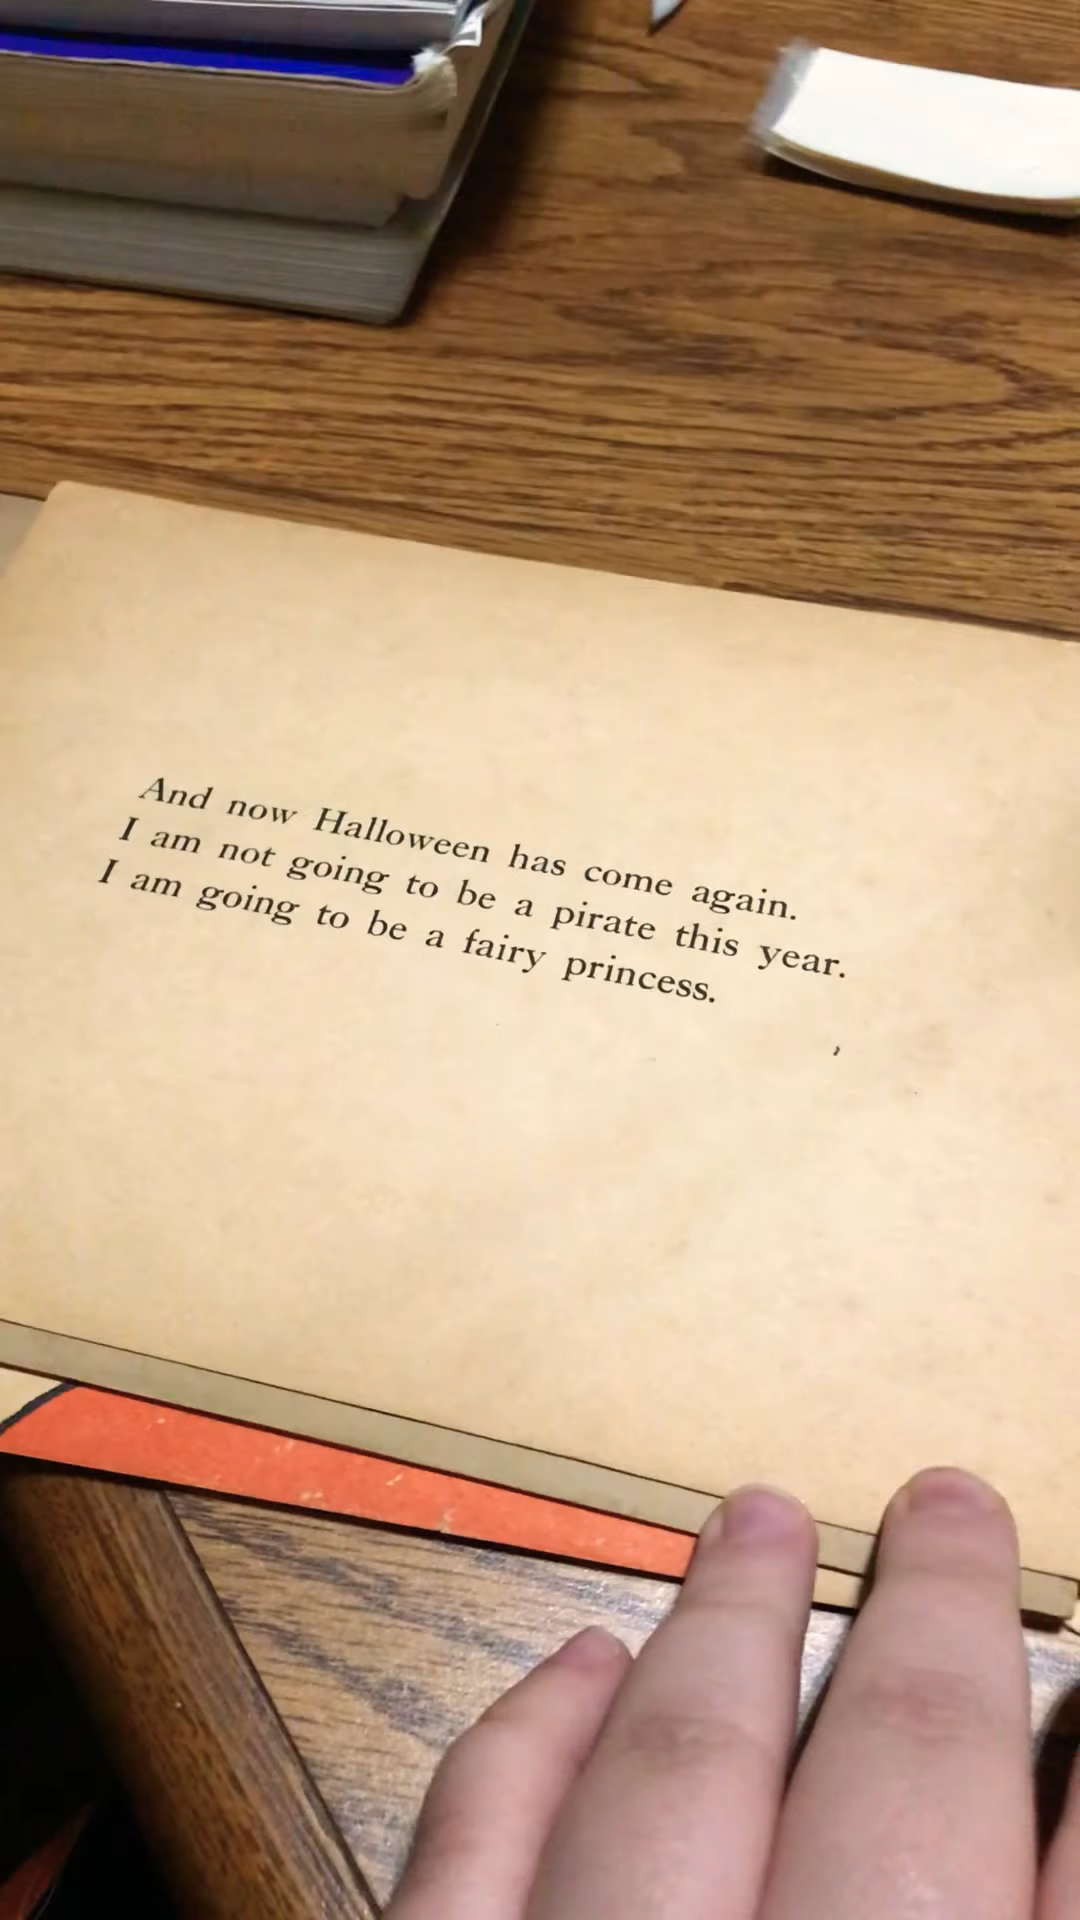 And now Halloween has come again.
I am not going to be a pirate this year.
I am going to be a fairy princess.